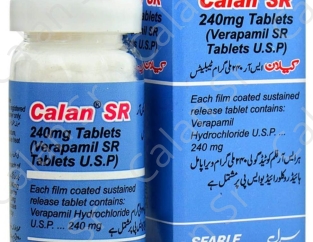 Calan SR
240mg Tablets
(Verapamil SR
Tablets U.S.P)
کیلان
Each film coated sustained
release tablet contains:
Verapamil
Hydrochloride U.S.P. ...
240 mg
SEARLE
Calan® SR
240mg Tablets
(Verapamil SR
Tablets U.S.P)
Each film coated sustained
release tablet contains:
Verapamil Hydrochloride
U.S.P. ... 240 mg